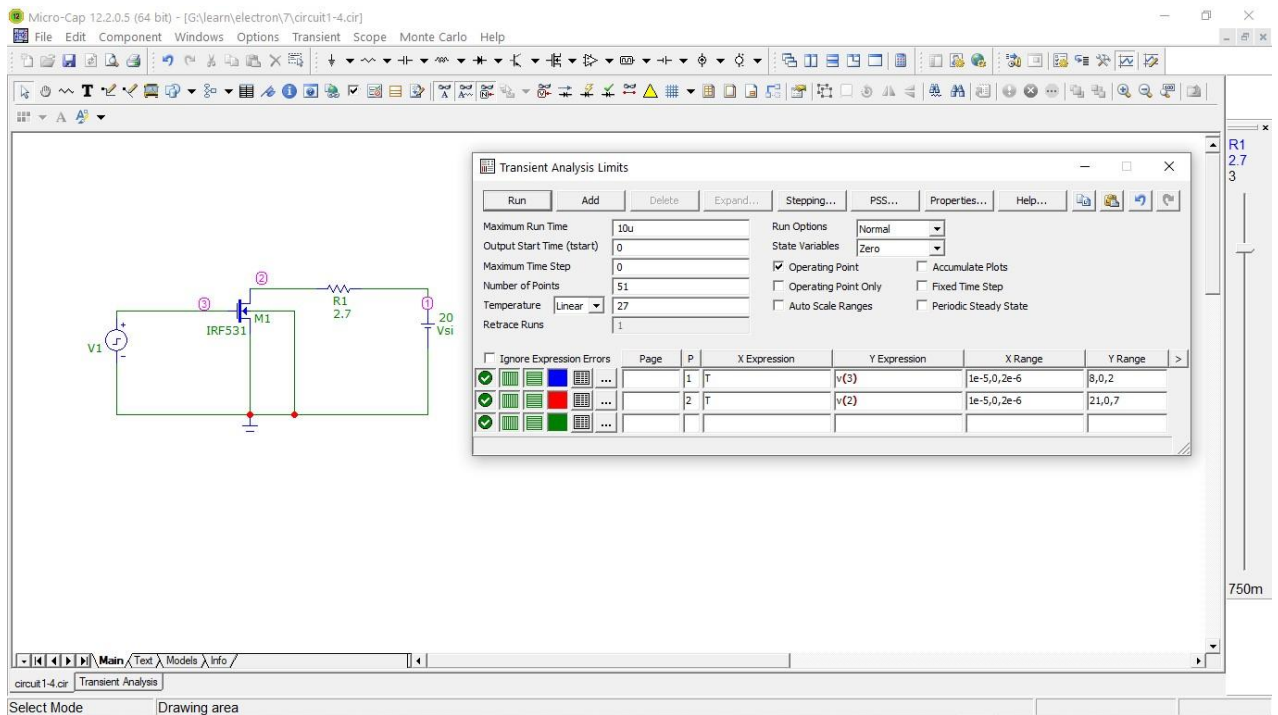 Micro-Cap 12.2.0.5 (64 bit) - [G:\learn\electron\7\circuit1-4.cir]
File Edit Component Windows Options Transient Scope Monte Carlo Help
R1
2.7
3
750m
Transient Analysis Limits
Run Add Delete Expand... Stepping... PSS... Properties... Help...
Maximum Run Time 10u Run Options Normal
Output Start Time (tstart) 0 State Variables Zero
Maximum Time Step 0 Operating Point Accumulate Plots
Number of Points 51 Operating Point Only Fixed Time Step
Temperature Linear 27 Auto Scale Ranges Periodic Steady State
Retrace Runs 1
Ignore Expression Errors Page P X Expression Y Expression X Range Y Range >
... 1 T v(3) 1e-5,0,2e-6 8,0,2
... 2 T v(2) 1e-5,0,2e-6 21,0,7
...
2
3
M1
IRF531
R1
2.7
1
20
Vsi
V1
+
-
Main Text Models Info
circuit1-4.cir Transient Analysis
Select Mode Drawing area